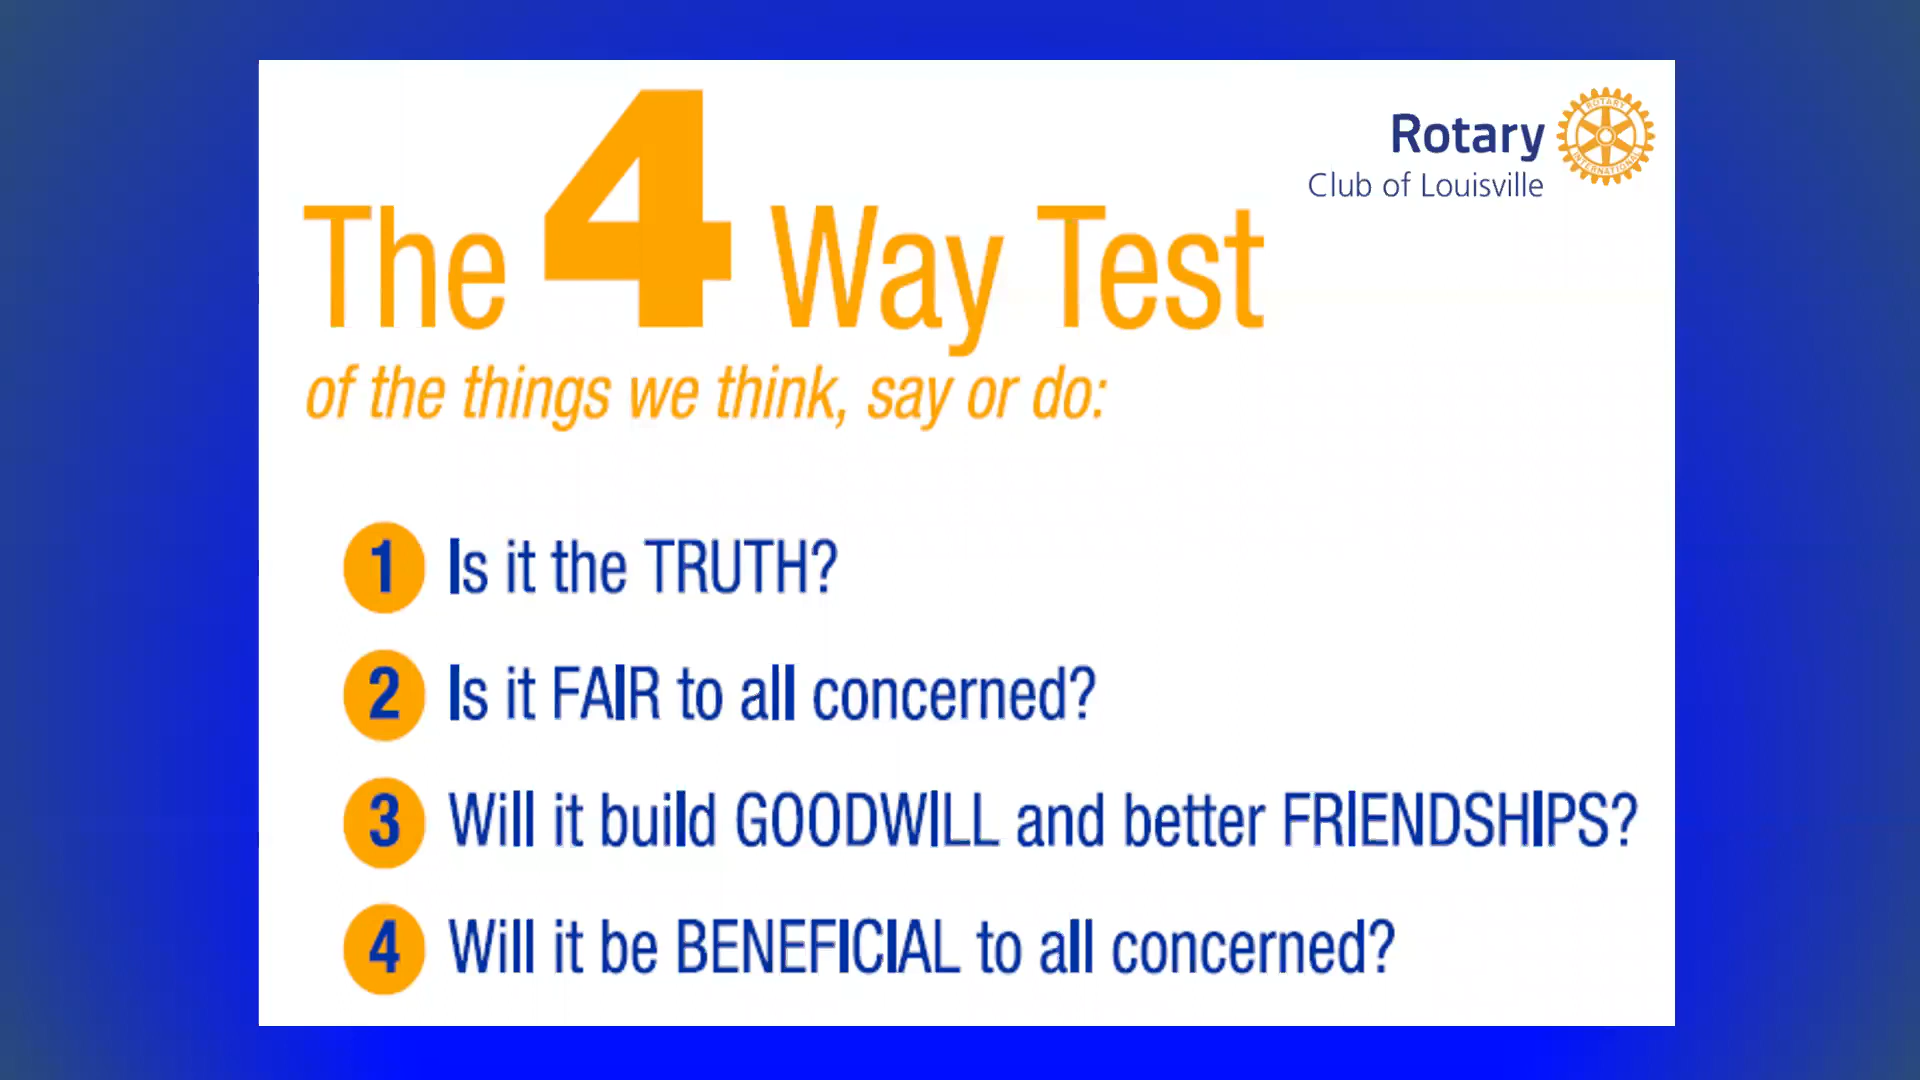 Rotary
Club of Louisville
ROTARY
INTERNATIONAL
The 4 Way Test
of the things we think, say or do:
1 Is it the TRUTH?
2 Is it FAIR to all concerned?
3 Will it build GOODWILL and better FRIENDSHIPS?
4 Will it be BENEFICIAL to all concerned?